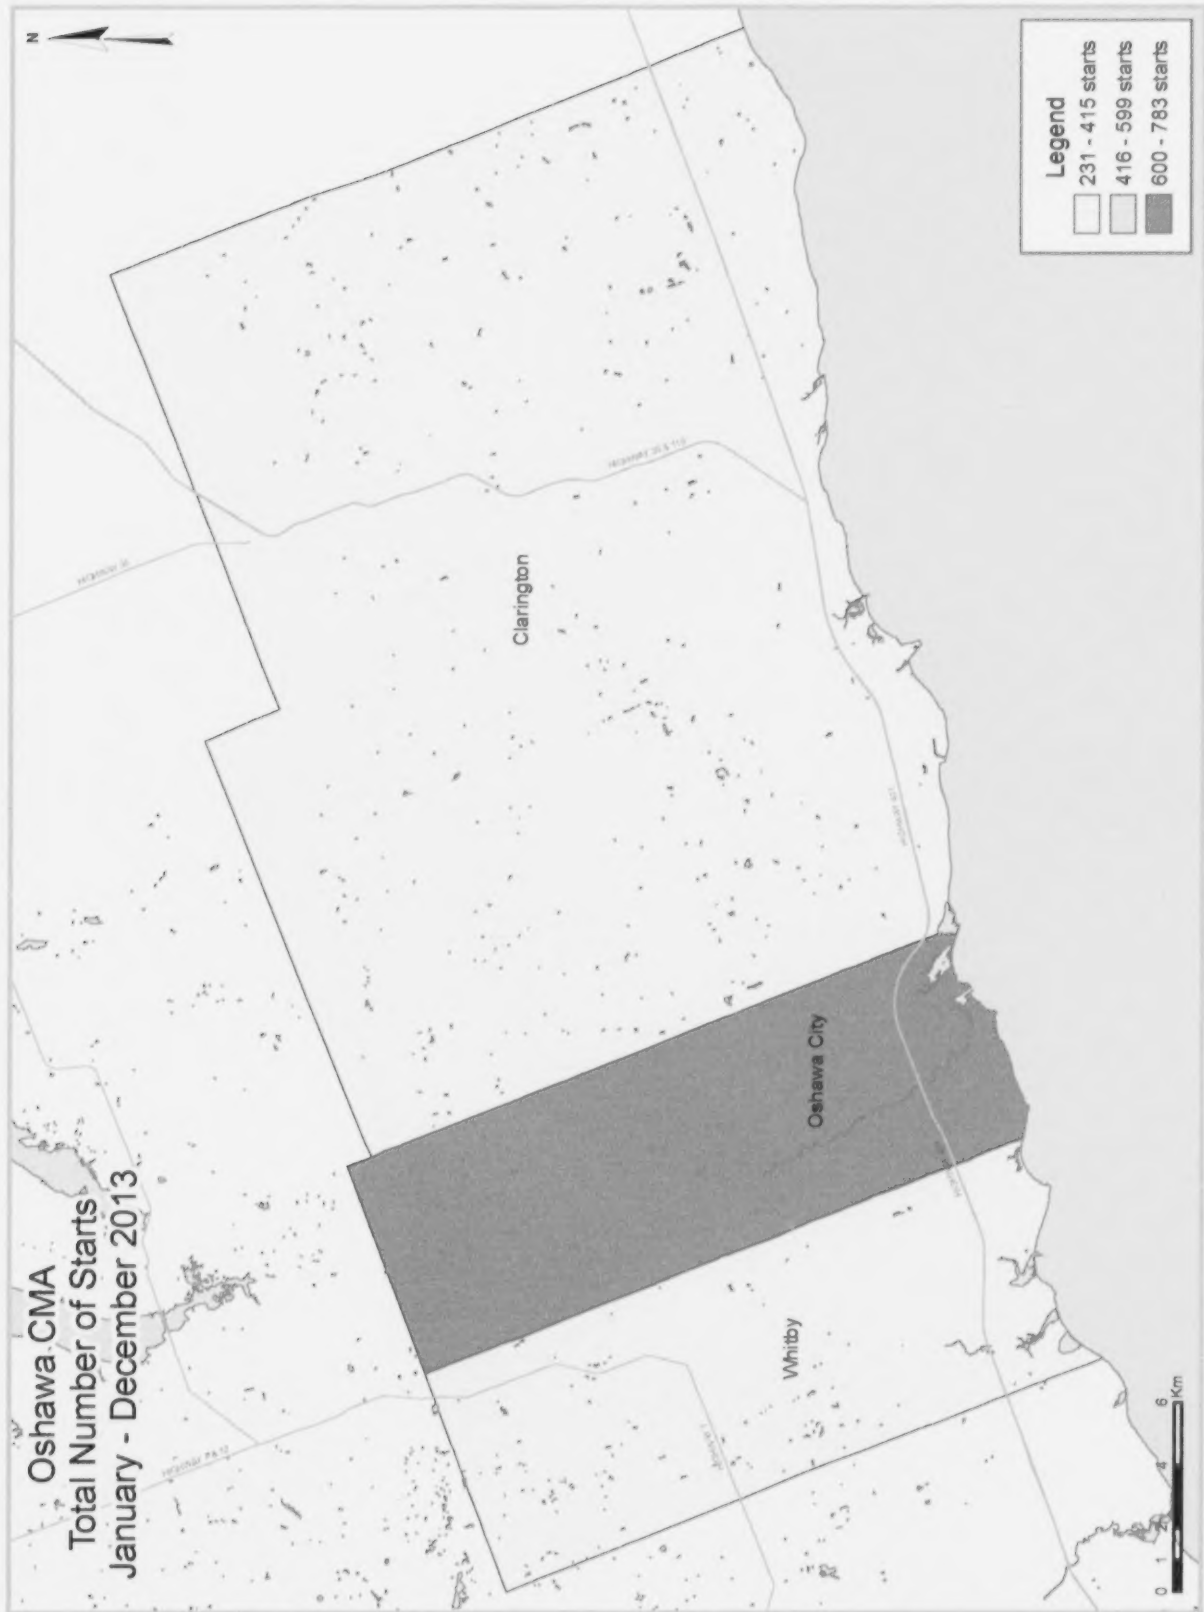 Oshawa CMA
Total Number of Starts
January - December 2013
N
Clarington
Oshawa City
Whitby
Legend
231 - 415 starts
416 - 599 starts
600 - 783 starts
0 1 2 4 6
Km